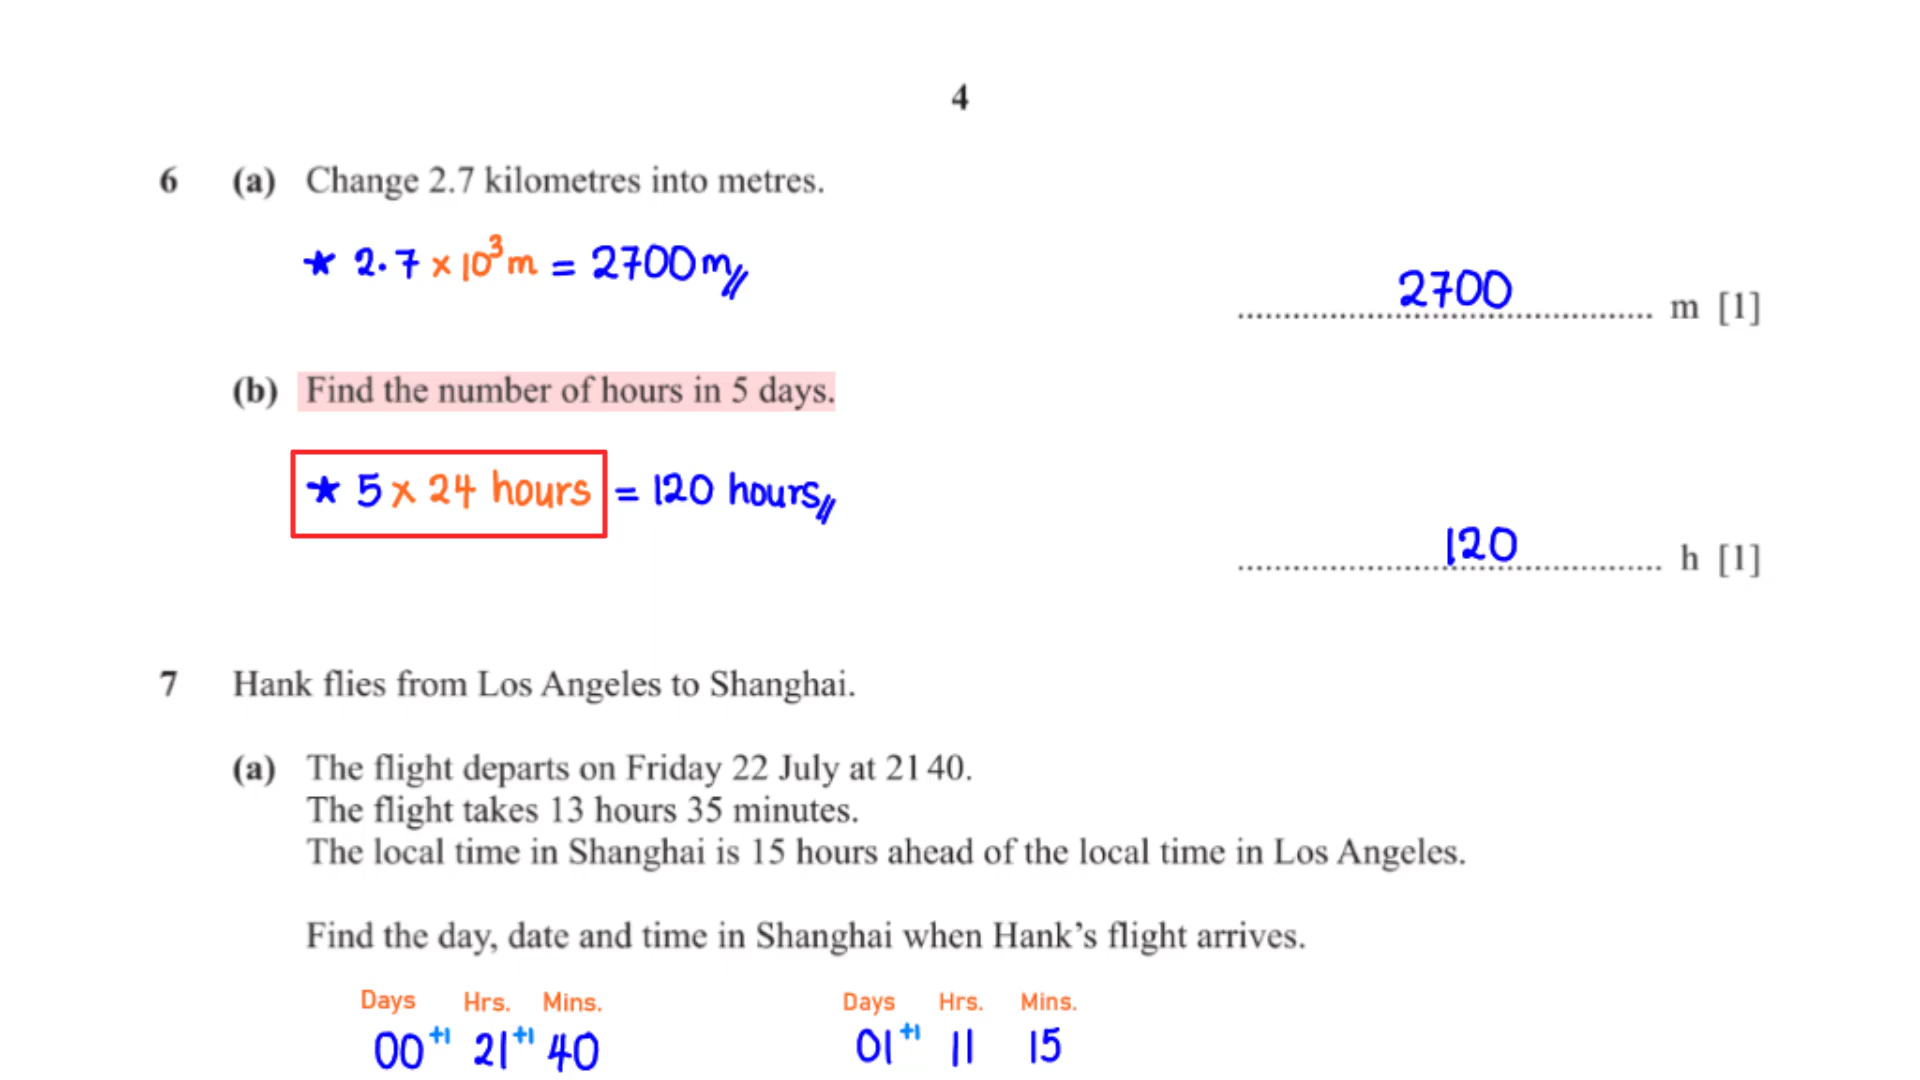 4
6 (a) Change 2.7 kilometres into metres.
★ 2.7 × 10³ m = 2700 m//
2700
.............................................. m [1]
(b) Find the number of hours in 5 days.
★ 5 × 24 hours = 120 hours//
120
.............................................. h [1]
7 Hank flies from Los Angeles to Shanghai.
(a) The flight departs on Friday 22 July at 21 40.
The flight takes 13 hours 35 minutes.
The local time in Shanghai is 15 hours ahead of the local time in Los Angeles.
Find the day, date and time in Shanghai when Hank's flight arrives.
Days Hrs. Mins. Days Hrs. Mins.
00 +1 21 +1 40 01 +1 11 15